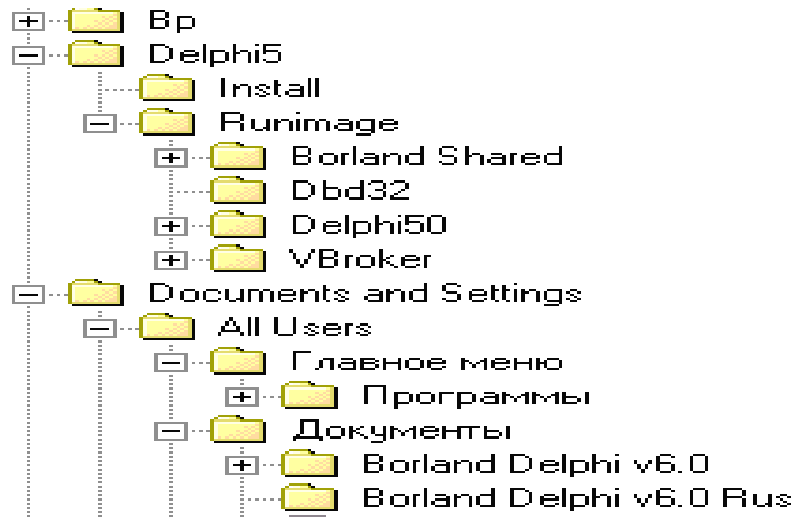 Bp
Delphi5
Install
Runimage
Borland Shared
Dbd32
Delphi50
VBroker
Documents and Settings
All Users
Главное меню
Программы
Документы
Borland Delphi v6.0
Borland Delphi v6.0 Rus